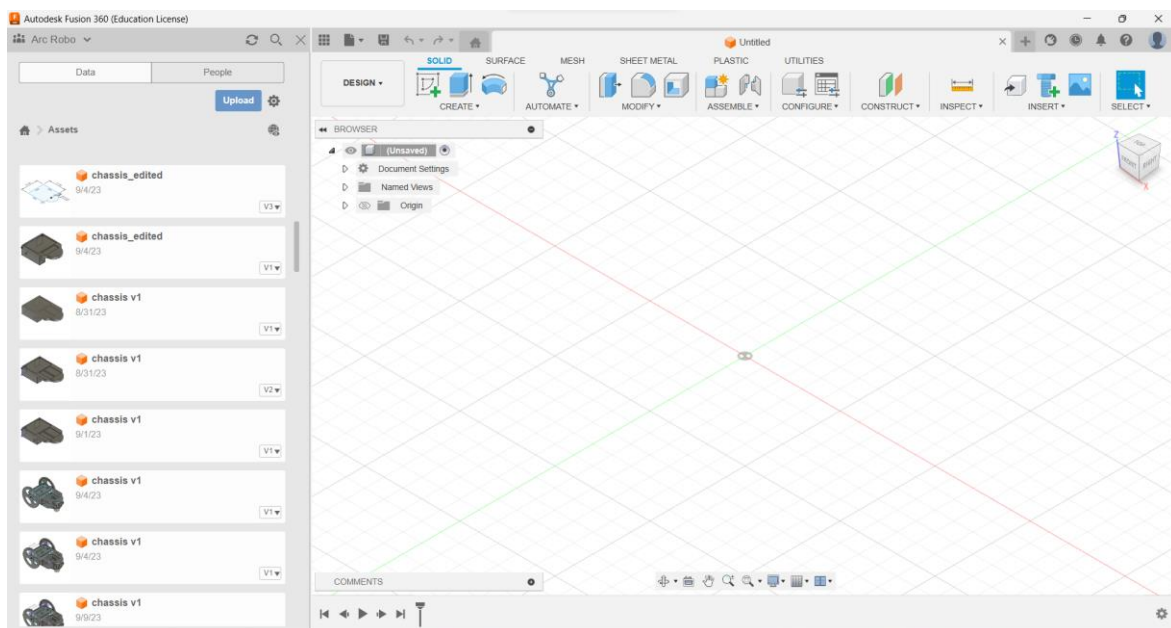 Autodesk Fusion 360 (Education License)
Arc Robo
Untitled
Data People
Upload
Assets
chassis_edited
9/4/23
V3
chassis_edited
9/4/23
V1
chassis v1
8/31/23
V1
chassis v1
8/31/23
V2
chassis v1
9/1/23
V1
chassis v1
9/4/23
V1
chassis v1
9/4/23
V1
chassis v1
9/9/23
SOLID SURFACE MESH SHEET METAL PLASTIC UTILITIES
DESIGN
CREATE AUTOMATE MODIFY ASSEMBLE CONFIGURE CONSTRUCT INSPECT INSERT SELECT
BROWSER
(Unsaved)
Document Settings
Named Views
Origin
Z
TOP
FRONT RIGHT
X
COMMENTS